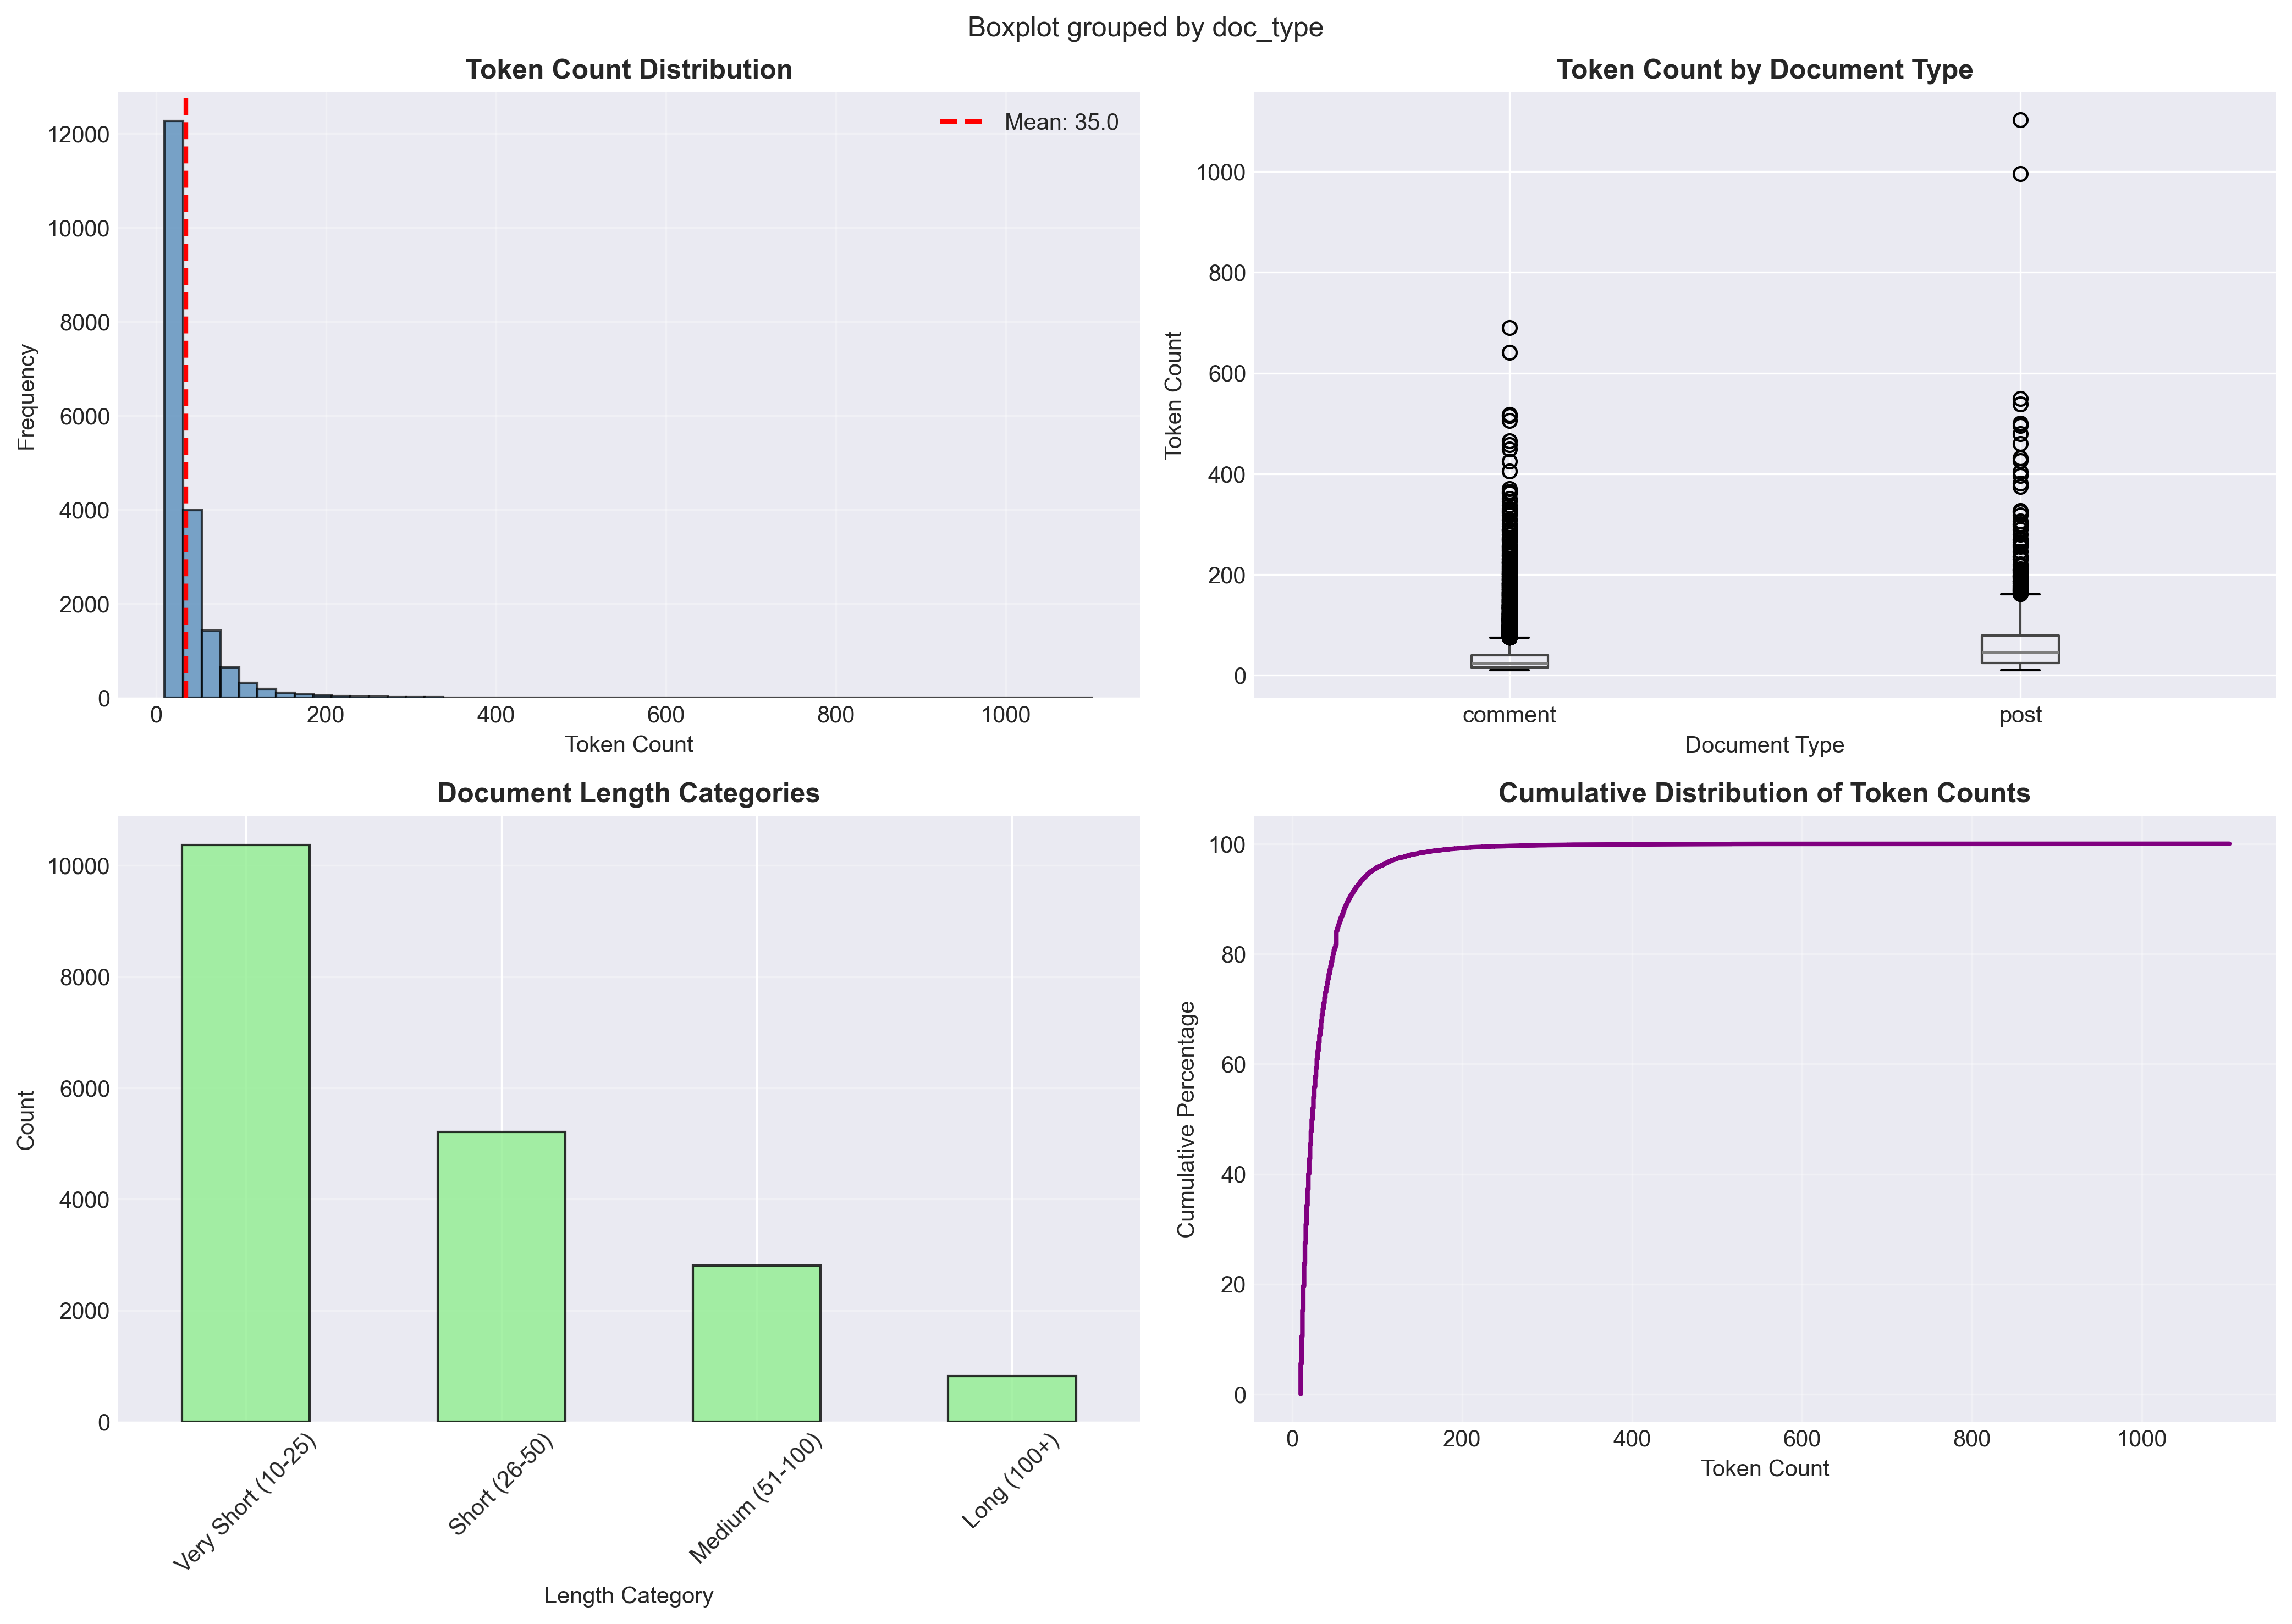 Boxplot grouped by doc_type
Token Count Distribution
12000
10000
8000
6000
4000
2000
0
Frequency
Mean: 35.0
0 200 400 600 800 1000
Token Count
Token Count by Document Type
1000
800
600
400
200
0
Token Count
comment post
Document Type
Document Length Categories
10000
8000
6000
4000
2000
0
Count
Very Short (10-25)
Short (26-50)
Medium (51-100)
Long (100+)
Length Category
Cumulative Distribution of Token Counts
100
80
60
40
20
0
Cumulative Percentage
0 200 400 600 800 1000
Token Count